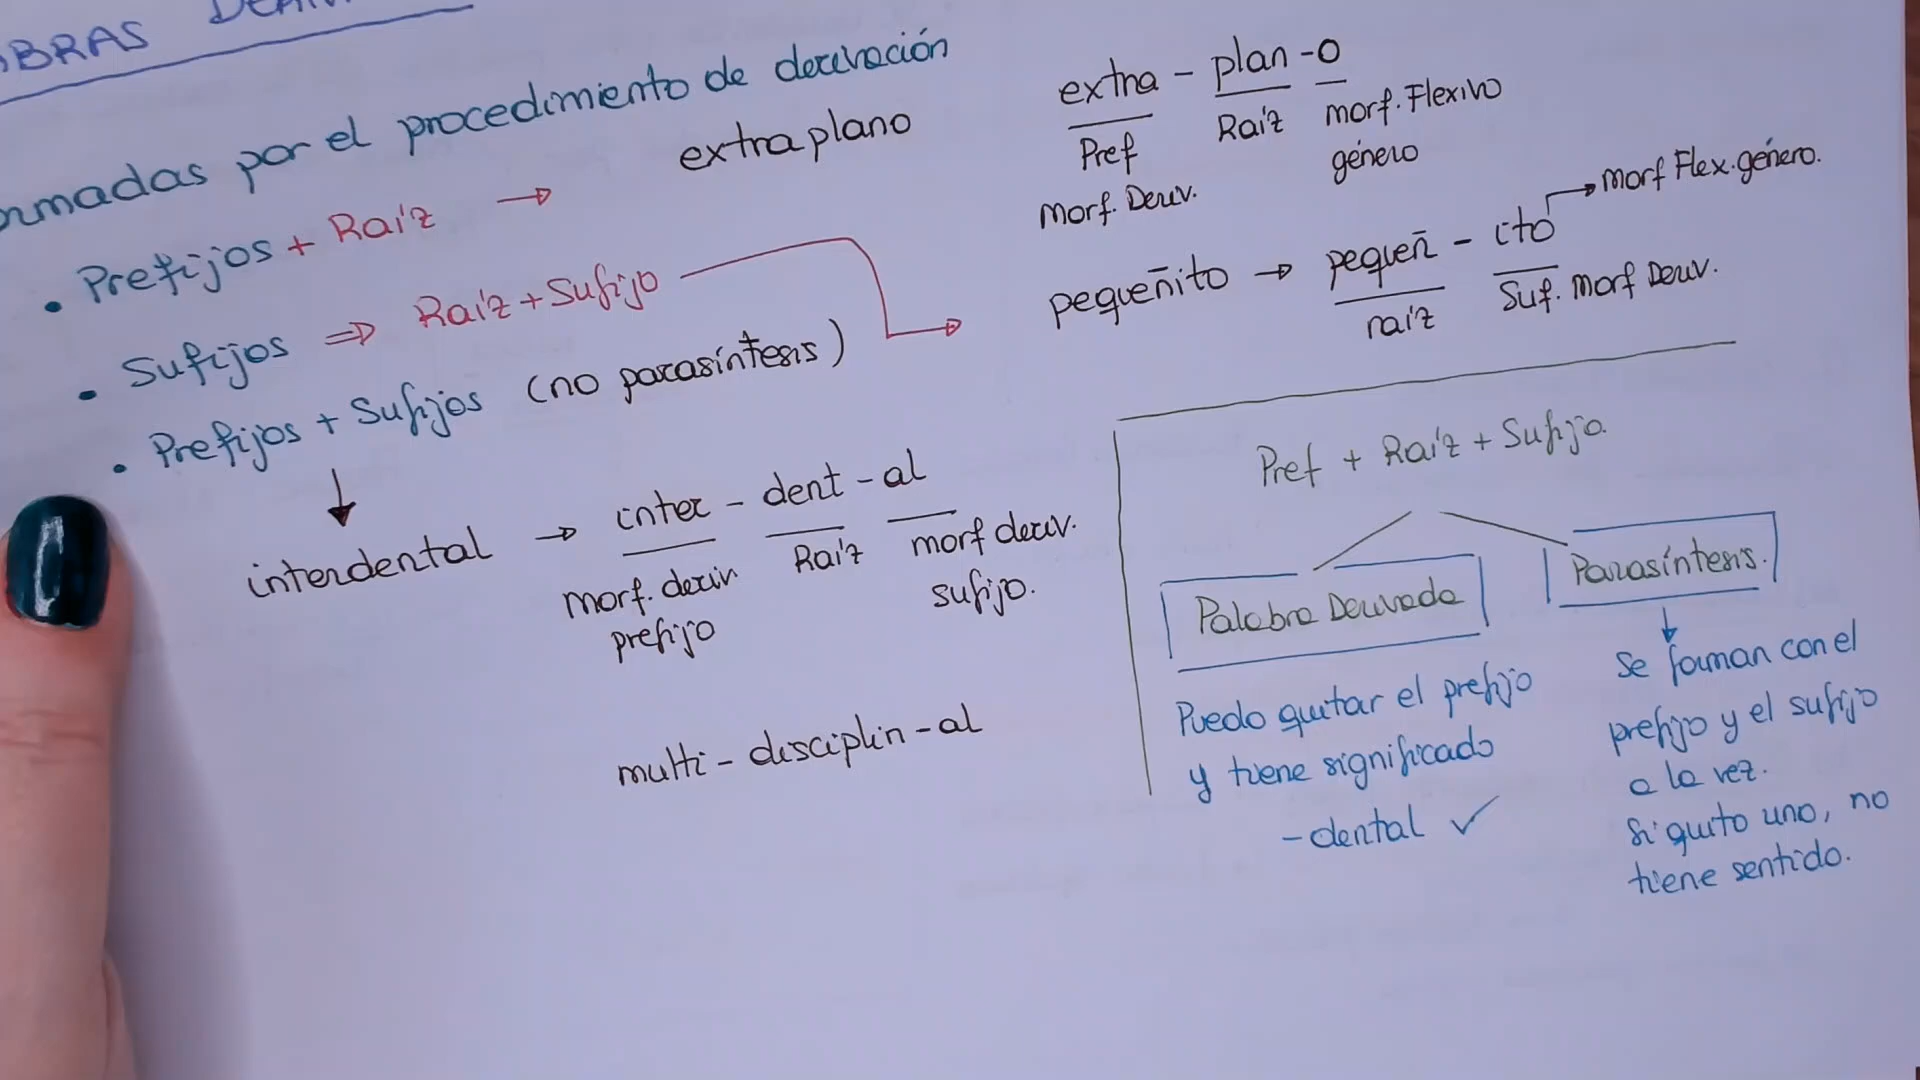 por el procedimiento de derivación
• Prefijos + Raíz → extraplano
extra - plan - o
Pref Raíz morf. Flexivo
Morf. Deriv. género
• Sufijos ⇒ Raíz + Sufijo →
pequeñito → pequeñ - ito → morf Flex. género.
raíz Suf. Morf Deriv.
• Prefijos + Sufijos (no parasíntesis)
↓
interdental → inter - dent - al
morf. deriv Raíz morf deriv.
prefijo sufijo.
multi - disciplin - al
Pref + Raíz + Sufijo.
Palabra Derivada
Puedo quitar el prefijo
y tiene significado
- dental ✓
Parasíntesis.
↓
Se forman con el
prefijo y el sufijo
a la vez.
Si quito uno, no
tiene sentido.